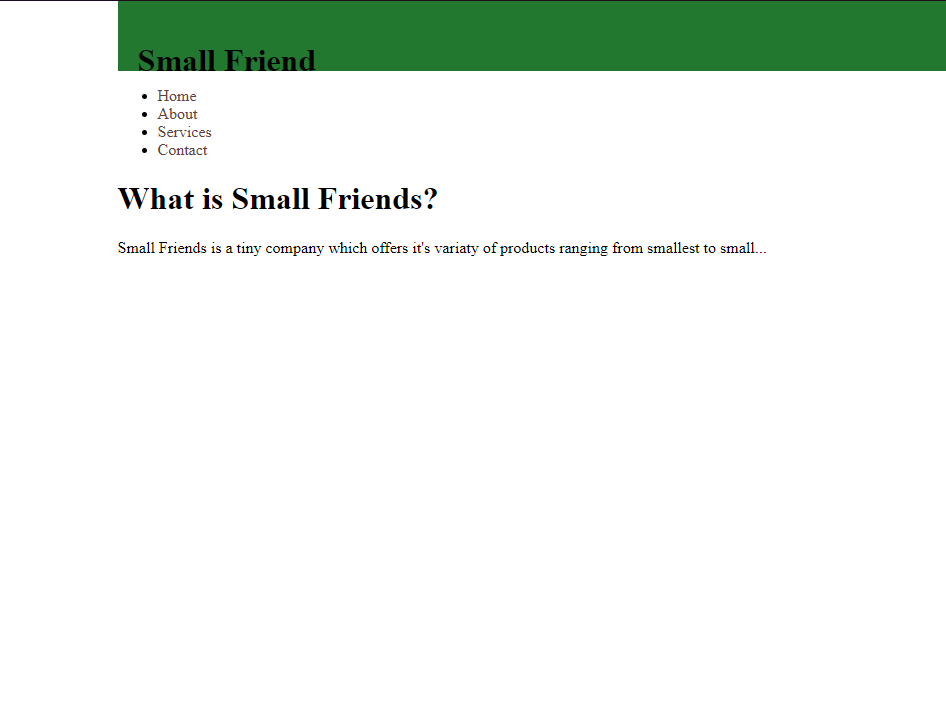 Small Friend
Home
About
Services
Contact
What is Small Friends?
Small Friends is a tiny company which offers it's variaty of products ranging from smallest to small...